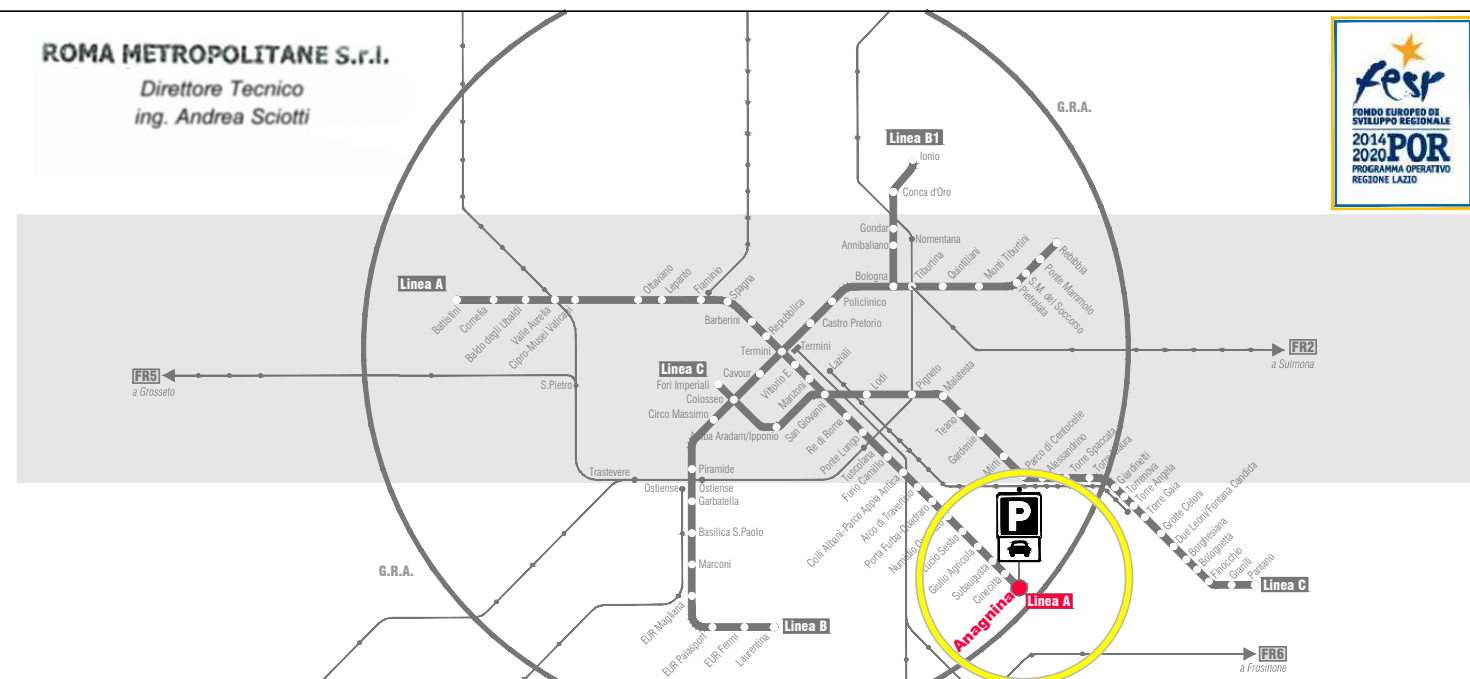 ROMA METROPOLITANE S.r.l.
Direttore Tecnico
ing. Andrea Sciotti
fesr
FONDO EUROPEO DI
SVILUPPO REGIONALE
2014
2020 POR
PROGRAMMA OPERATIVO
REGIONE LAZIO
G.R.A.
Linea B1
Ionio
Conca d'Oro
Gondar
Annibaliano
Nomentana
Bologna
Tiburtina
Quintiliani
Monti Tiburtini
Pietralata
S.M. del Soccorso
Ponte Mammolo
Rebibbia
Linea A
Battistini
Cornelia
Baldo degli Ubaldi
Valle Aurelia
Cipro-Musei Vaticani
Ottaviano
Lepanto
Flaminio
Spagna
Barberini
Repubblica
Policlinico
Castro Pretorio
Termini
Termini
Laziali
FR2
a Sulmona
FR5
a Grosseto
S.Pietro
Linea C
Fori Imperiali
Cavour
Colosseo
Circo Massimo
Vittorio E.
Manzoni
San Giovanni
Lodi
Pigneto
Malatesta
Aradam/Ipponio
Re di Roma
Ponte Lungo
Tuscolana
Furio Camillo
Colli Albani-Parco Appia Antica
Arco di Travertino
Porta Furba-Quadraro
Numidio
Lucio Sestio
Giulio Agricola
Subaugusta
Cinecittà
Anagnina
Linea A
P
Teano
Gardenie
Mirti
Parco di Centocelle
Alessandrino
Torre Spaccata
Torre Maura
Giardinetti
Torrenova
Torre Angela
Torre Gaia
Grotte Celoni
Due Leoni/Fontana Candida
Borghesiana
Bolognetta
Finocchio
Graniti
Pantano
Linea C
Trastevere
Ostiense
Piramide
Ostiense
Garbatella
Basilica S.Paolo
Marconi
EUR Magliana
EUR Palasport
EUR Fermi
Laurentina
Linea B
G.R.A.
FR6
a Frosinone